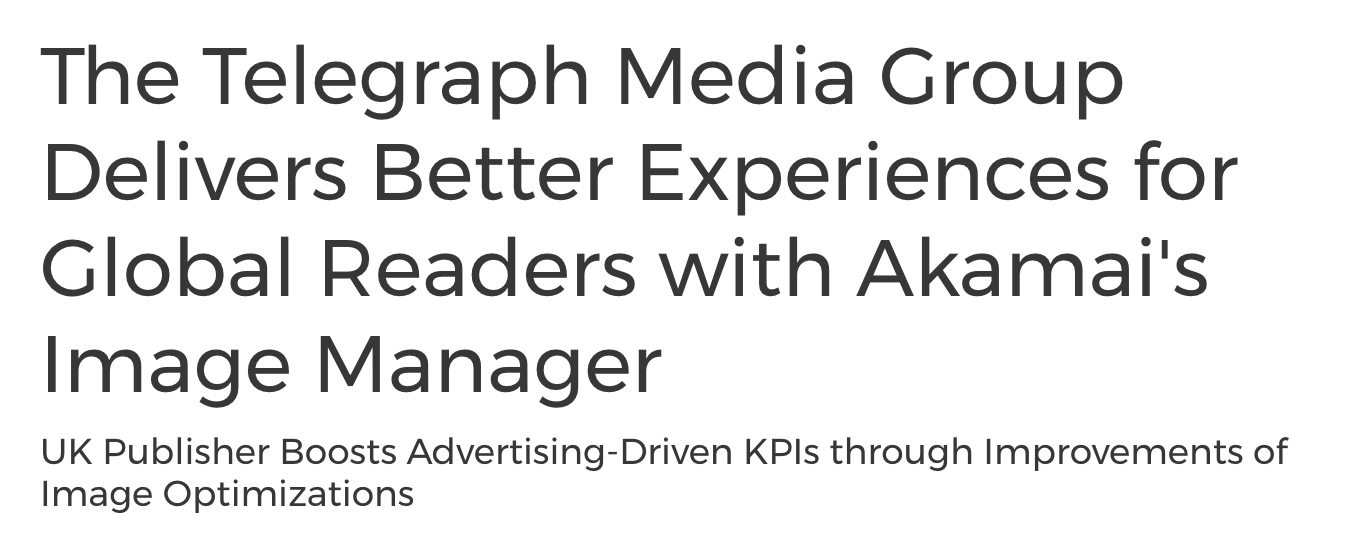 The Telegraph Media Group
Delivers Better Experiences for
Global Readers with Akamai's
Image Manager
UK Publisher Boosts Advertising-Driven KPIs through Improvements of
Image Optimizations